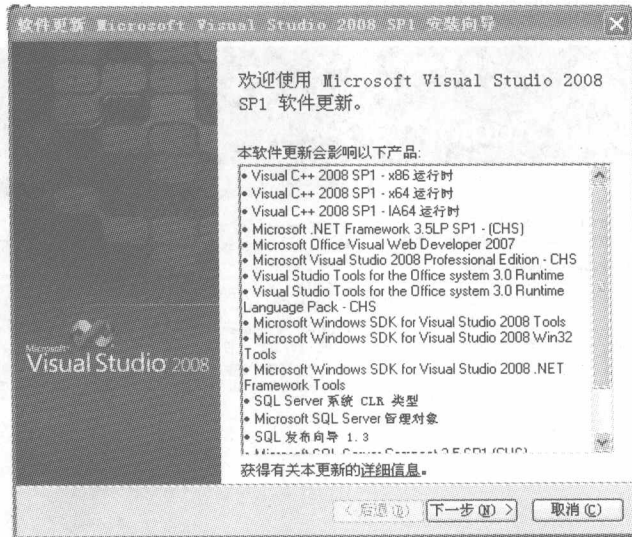 软件更新 Microsoft Visual Studio 2008 SP1 安装向导
欢迎使用 Microsoft Visual Studio 2008
SP1 软件更新。
本软件更新会影响以下产品:
• Visual C++ 2008 SP1 - x86 运行时
• Visual C++ 2008 SP1 - x64 运行时
• Visual C++ 2008 SP1 - IA64 运行时
• Microsoft .NET Framework 3.5LP SP1 - (CHS)
• Microsoft Office Visual Web Developer 2007
• Microsoft Visual Studio 2008 Professional Edition - CHS
• Visual Studio Tools for the Office system 3.0 Runtime
• Visual Studio Tools for the Office system 3.0 Runtime
Language Pack - CHS
• Microsoft Windows SDK for Visual Studio 2008 Tools
• Microsoft Windows SDK for Visual Studio 2008 Win32
Tools
• Microsoft Windows SDK for Visual Studio 2008 .NET
Framework Tools
• SQL Server 系统 CLR 类型
• Microsoft SQL Server 管理对象
• SQL 发布向导 1.3
• Microsoft SQL Server Compact 3.5 SP1 (CHS)
Microsoft
Visual Studio 2008
获得有关本更新的详细信息。
< 后退(B)
下一步(N) >
取消(C)